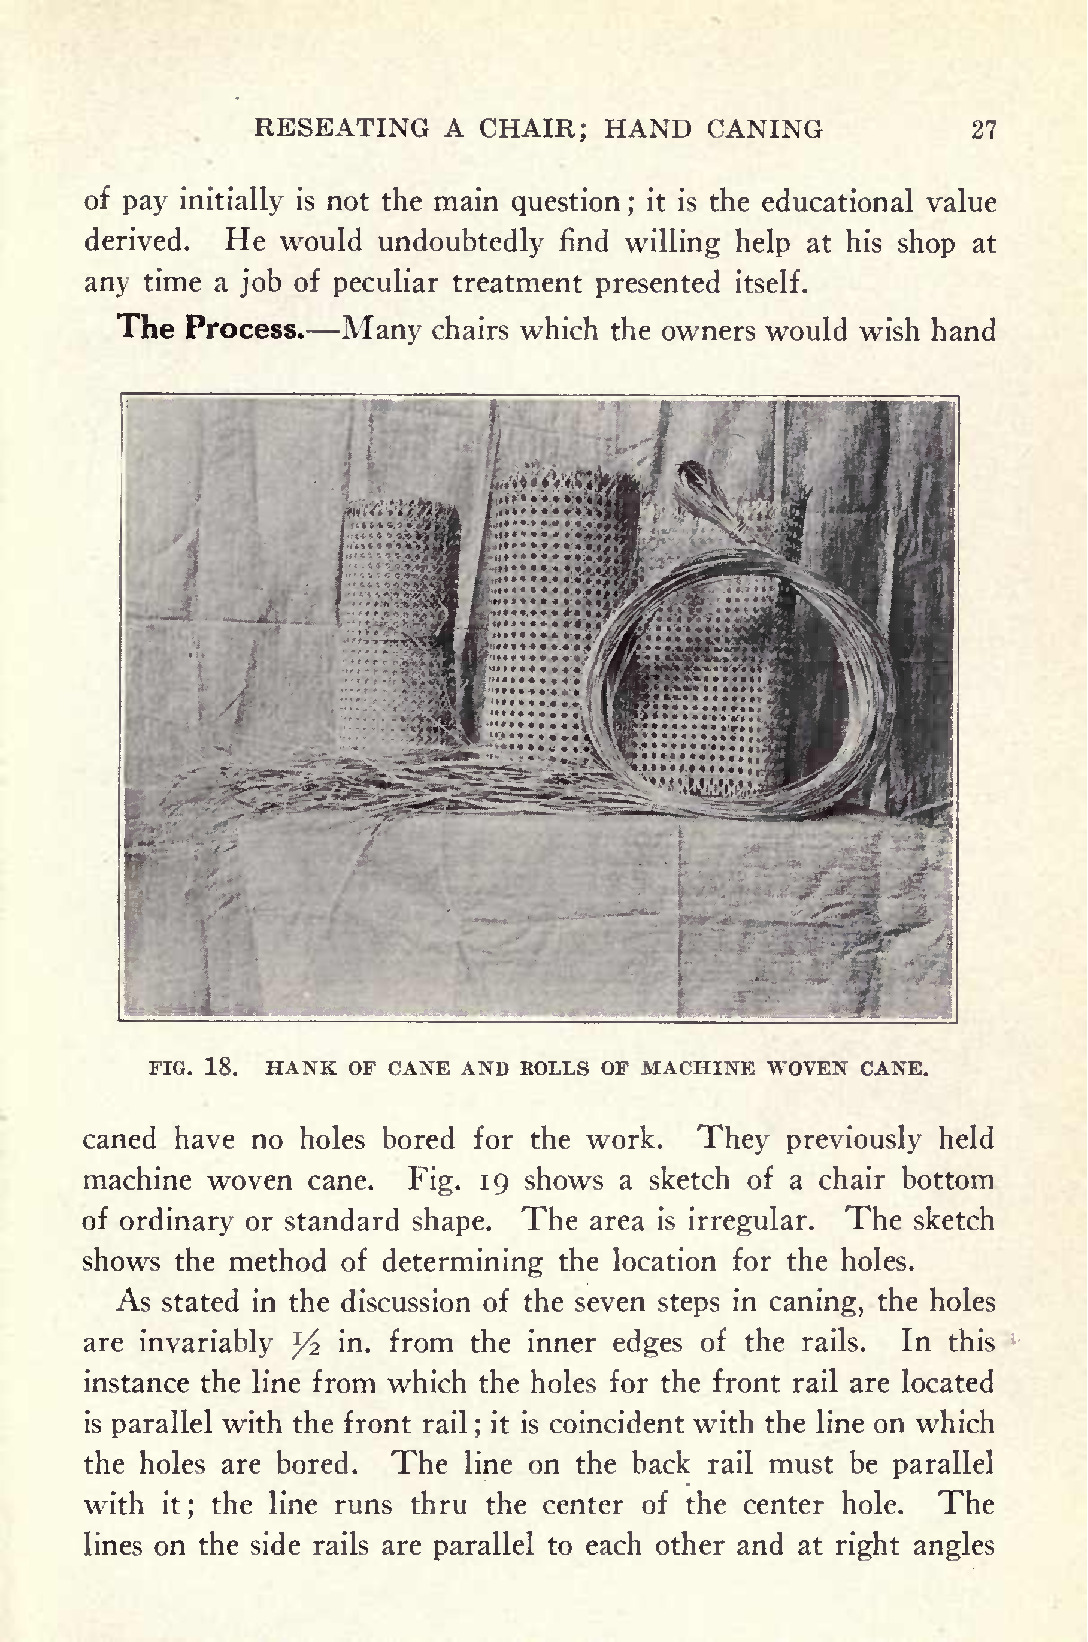 RESEATING A CHAIR; HAND CANING 27
of pay initially is not the main question; it is the educational value
derived. He would undoubtedly find willing help at his shop at
any time a job of peculiar treatment presented itself.
The Process.—Many chairs which the owners would wish hand
FIG. 18. HANK OF CANE AND ROLLS OF MACHINE WOVEN CANE.
caned have no holes bored for the work. They previously held
machine woven cane. Fig. 19 shows a sketch of a chair bottom
of ordinary or standard shape. The area is irregular. The sketch
shows the method of determining the location for the holes.
As stated in the discussion of the seven steps in caning, the holes
are invariably ½ in. from the inner edges of the rails. In this
instance the line from which the holes for the front rail are located
is parallel with the front rail; it is coincident with the line on which
the holes are bored. The line on the back rail must be parallel
with it; the line runs thru the center of the center hole. The
lines on the side rails are parallel to each other and at right angles